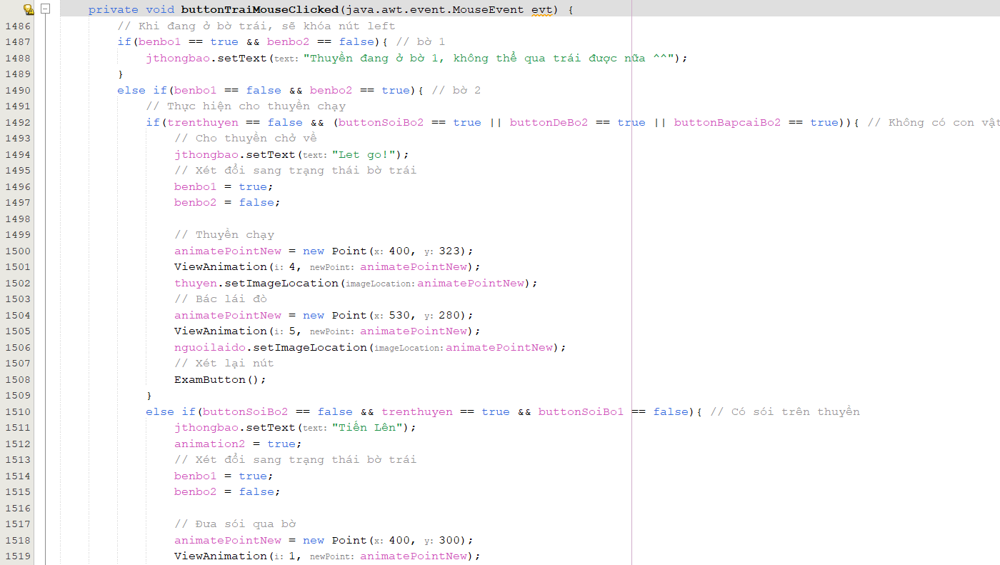 private void buttonTraiMouseClicked(java.awt.event.MouseEvent evt) {
1486 // Khi đang ở bờ trái, sẽ khóa nút left
1487 if(benbo1 == true && benbo2 == false){ // bờ 1
1488 jthongbao.setText(text: "Thuyền đang ở bờ 1, không thể qua trái được nữa ^^");
1489 }
1490 else if(benbo1 == false && benbo2 == true){ // bờ 2
1491 // Thực hiện cho thuyền chạy
1492 if(trenthuyen == false && (buttonSoiBo2 == true || buttonDeBo2 == true || buttonBapcaiBo2 == true)){ // Không có con vật
1493 // Cho thuyền chở về
1494 jthongbao.setText(text: "Let go!");
1495 // Xét đổi sang trạng thái bờ trái
1496 benbo1 = true;
1497 benbo2 = false;
1498
1499 // Thuyền chạy
1500 animatePointNew = new Point(x: 400, y: 323);
1501 ViewAnimation(i: 4, newPoint: animatePointNew);
1502 thuyen.setImageLocation(imageLocation: animatePointNew);
1503 // Bác lái đò
1504 animatePointNew = new Point(x: 530, y: 280);
1505 ViewAnimation(i: 5, newPoint: animatePointNew);
1506 nguoilaido.setImageLocation(imageLocation: animatePointNew);
1507 // Xét lại nút
1508 ExamButton();
1509 }
1510 else if(buttonSoiBo2 == false && trenthuyen == true && buttonSoiBo1 == false){ // Có sói trên thuyền
1511 jthongbao.setText(text: "Tiến Lên");
1512 animation2 = true;
1513 // Xét đổi sang trạng thái bờ trái
1514 benbo1 = true;
1515 benbo2 = false;
1516
1517 // Đưa sói qua bờ
1518 animatePointNew = new Point(x: 400, y: 300);
1519 ViewAnimation(i: 1, newPoint: animatePointNew);